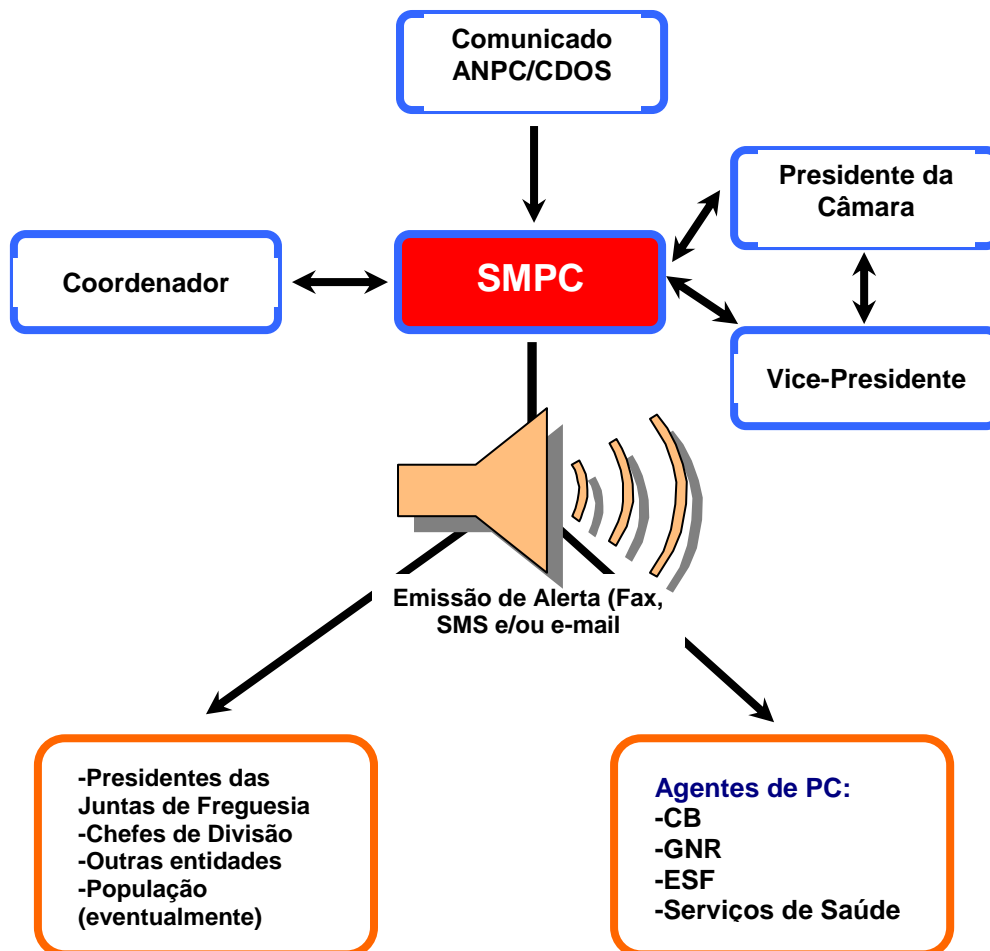 Comunicado
ANPC/CDOS
Presidente da
Câmara
Coordenador
SMPC
Vice-Presidente
Emissão de Alerta (Fax,
SMS e/ou e-mail
-Presidentes das
Juntas de Freguesia
-Chefes de Divisão
-Outras entidades
-População
(eventualmente)
Agentes de PC:
-CB
-GNR
-ESF
-Serviços de Saúde